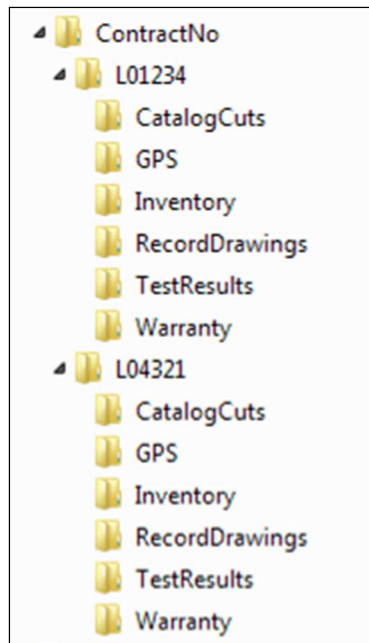 ContractNo
L01234
CatalogCuts
GPS
Inventory
RecordDrawings
TestResults
Warranty
L04321
CatalogCuts
GPS
Inventory
RecordDrawings
TestResults
Warranty